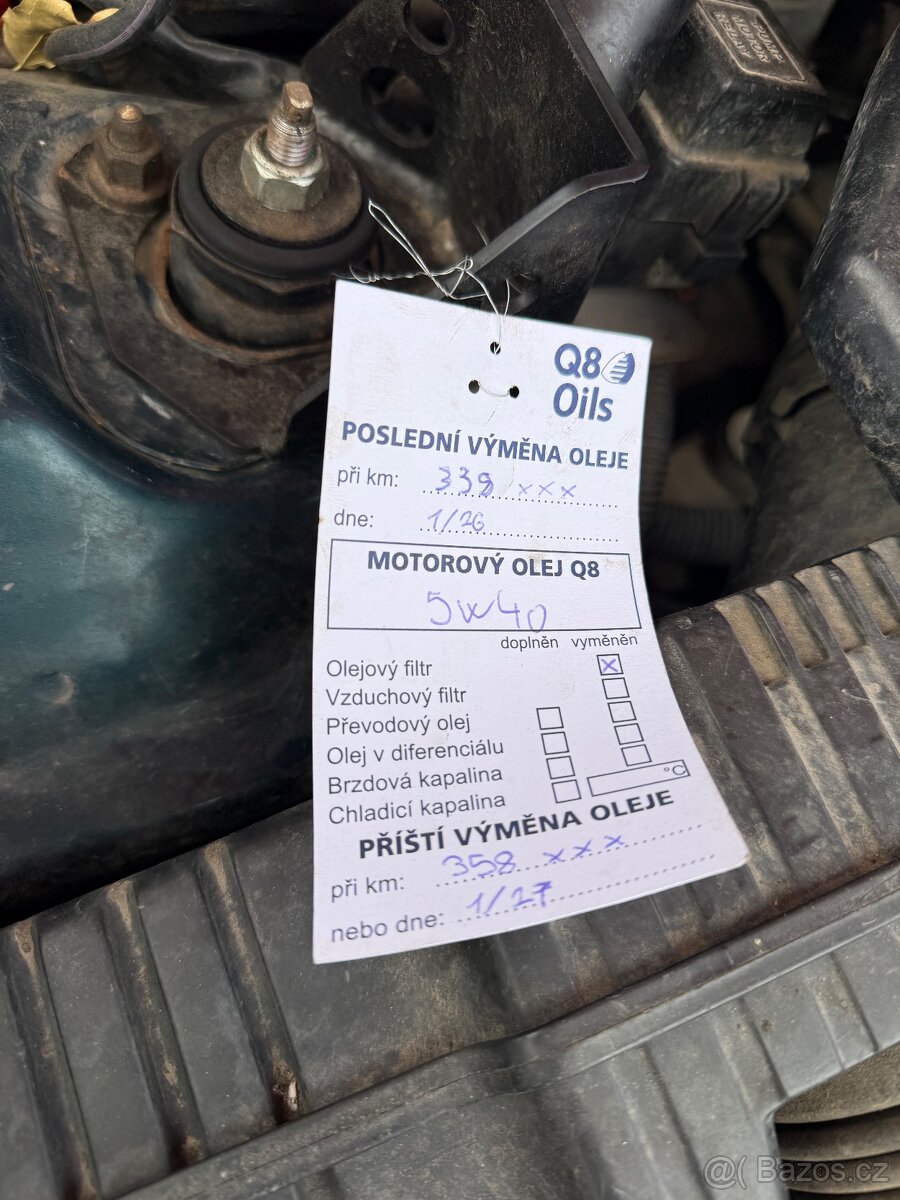 Q8
Oils
POSLEDNÍ VÝMĚNA OLEJE
při km: 338 xxx
dne: 1/26
MOTOROVÝ OLEJ Q8
5W40
doplněn vyměněn
Olejový filtr X
Vzduchový filtr
Převodový olej
Olej v diferenciálu
Brzdová kapalina
Chladicí kapalina °C
PŘÍŠTÍ VÝMĚNA OLEJE
při km: 358 xxx
nebo dne: 1/27
@( Bazos.cz